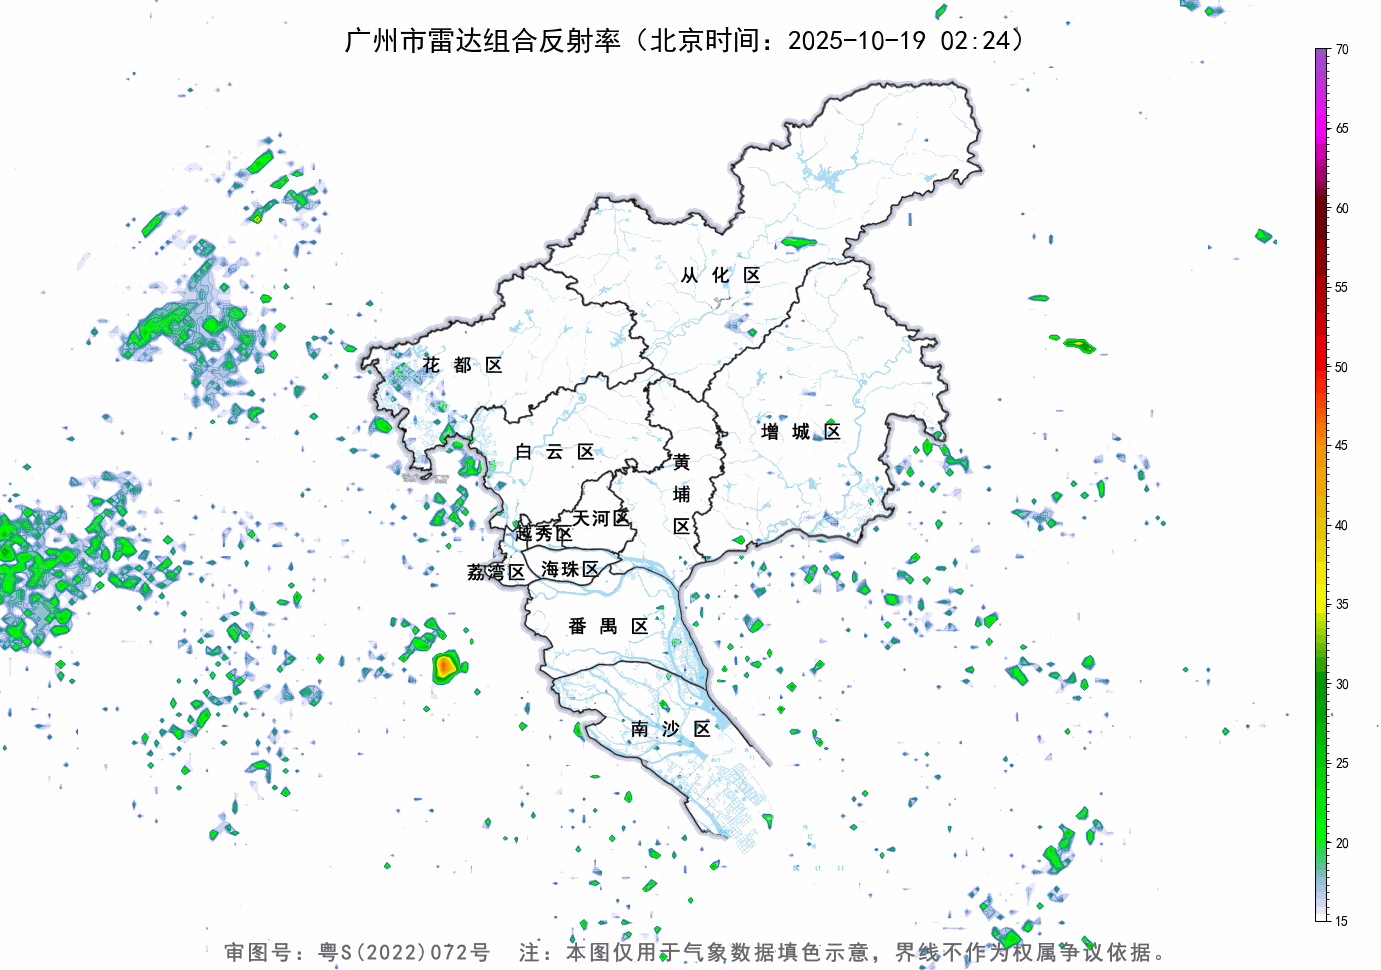 广州市雷达组合反射率（北京时间：2025-10-19 02:24）
70
65
60
55
50
45
40
35
30
25
20
15
从化区
花都区
增城区
白云区
黄埔区
天河区
越秀区
荔湾区
海珠区
番禺区
南沙区
审图号：粤S(2022)072号 注：本图仅用于气象数据填色示意，界线不作为权属争议依据。